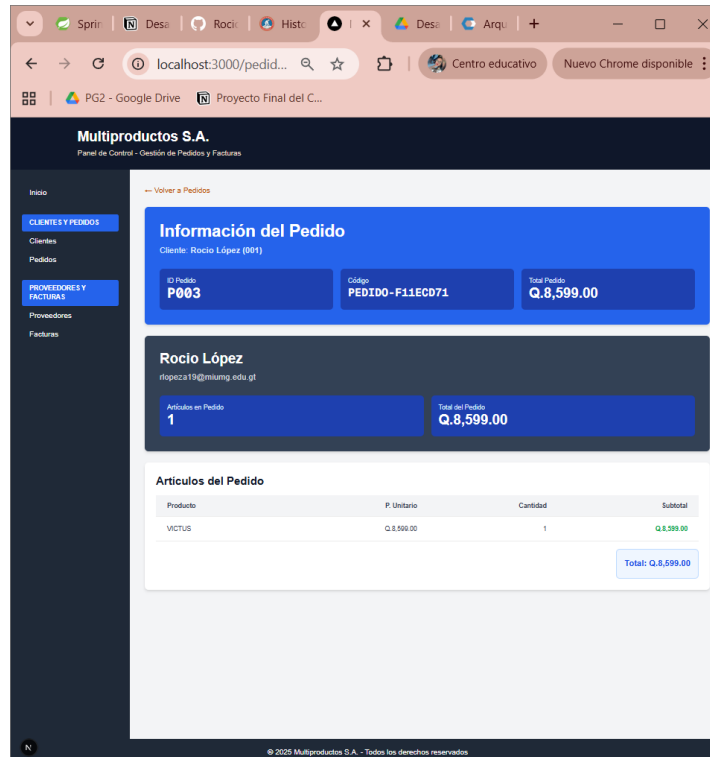 Sprin
Desa
Rocic
Histo
I
Desa
Arqu
localhost:3000/pedid...
Centro educativo
Nuevo Chrome disponible
PG2 - Google Drive
Proyecto Final del C...
Multiproductos S.A.
Panel de Control - Gestión de Pedidos y Facturas
Inicio
CLIENTES Y PEDIDOS
Clientes
Pedidos
PROVEEDORES Y
FACTURAS
Proveedores
Facturas
← Volver a Pedidos
Información del Pedido
Cliente: Rocio López (001)
ID Pedido
P003
Código
PEDIDO-F11ECD71
Total Pedido
Q.8,599.00
Rocio López
rlopeza19@miumg.edu.gt
Artículos en Pedido
1
Total del Pedido
Q.8,599.00
Artículos del Pedido
Producto P. Unitario Cantidad Subtotal
VICTUS Q.8,599.00 1 Q.8,599.00
Total: Q.8,599.00
N
© 2025 Multiproductos S.A. - Todos los derechos reservados